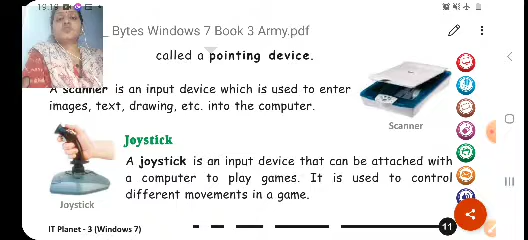 19:19
Bytes Windows 7 Book 3 Army.pdf
called a pointing device.
A scanner is an input device which is used to enter
images, text, drawing, etc. into the computer.
Scanner
Joystick
A joystick is an input device that can be attached with
a computer to play games. It is used to control
different movements in a game.
Joystick
IT Planet - 3 (Windows 7)
11